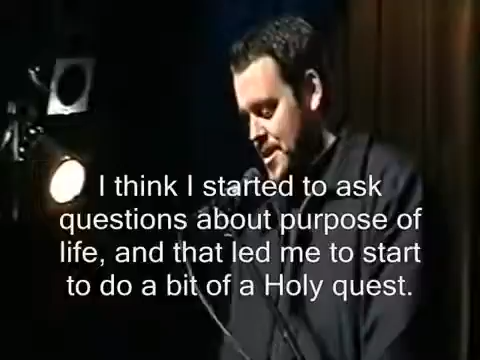 I think I started to ask
questions about purpose of
life, and that led me to start
to do a bit of a Holy quest.